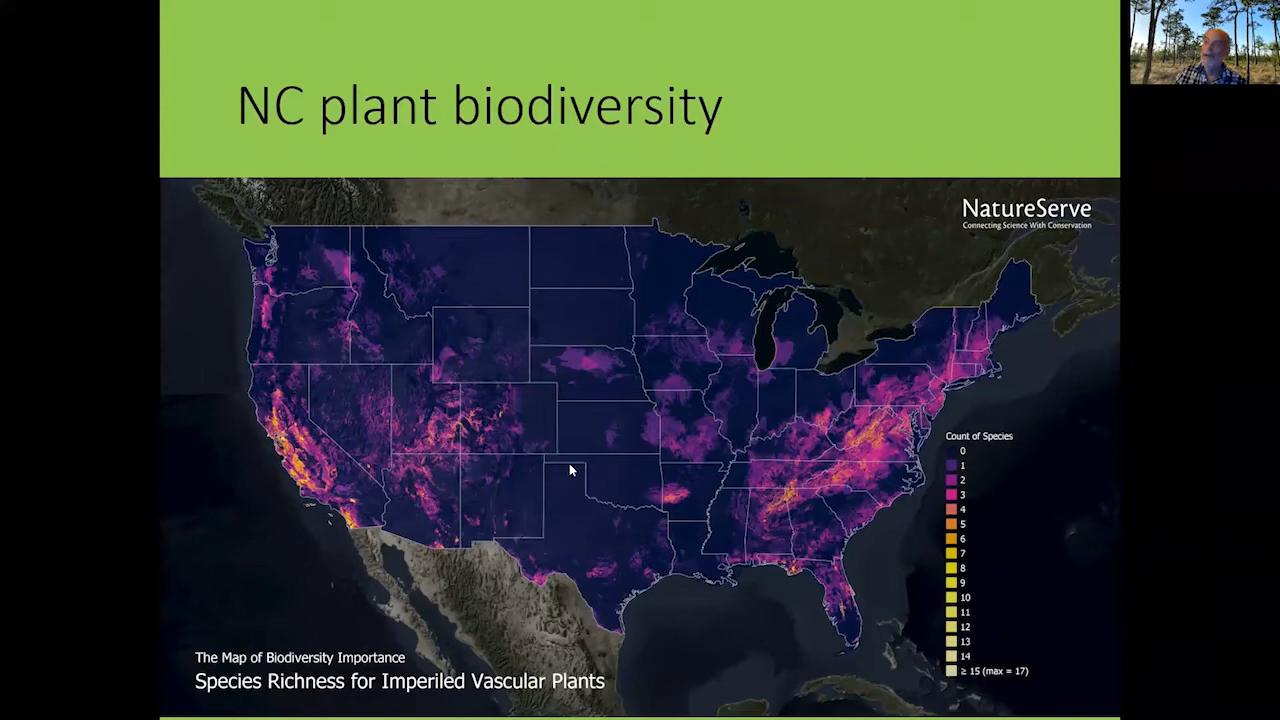 NC plant biodiversity
NatureServe
Connecting Science With Conservation
Count of Species
0
1
2
3
4
5
6
7
8
9
10
11
12
13
14
≥ 15 (max = 17)
The Map of Biodiversity Importance
Species Richness for Imperiled Vascular Plants